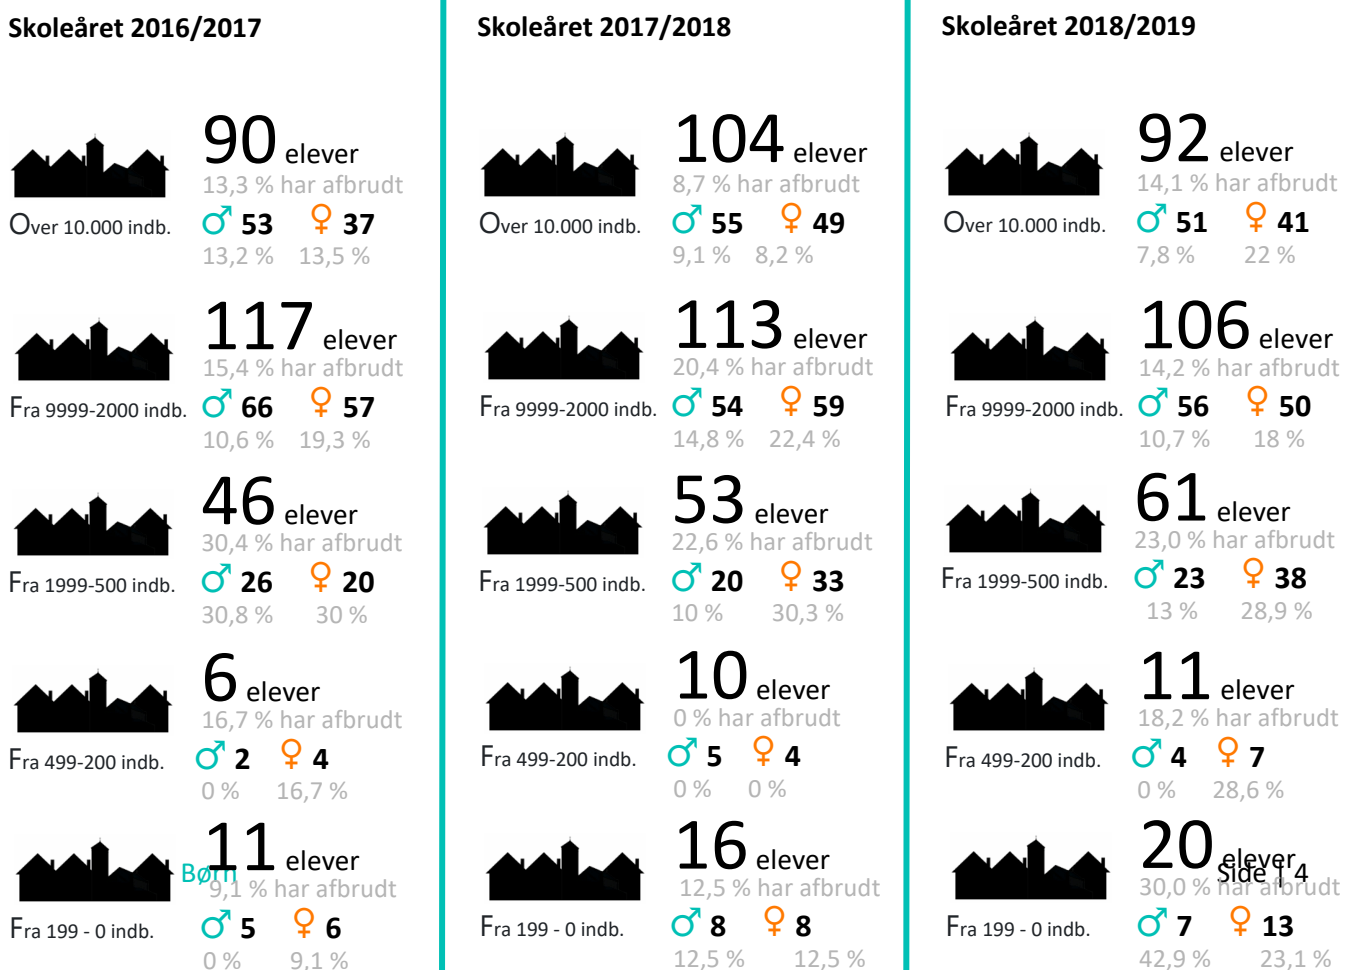 Skoleåret 2016/2017
90 elever
13,3 % har afbrudt
Over 10.000 indb.
♂ 53 ♀ 37
13,2 % 13,5 %
117 elever
15,4 % har afbrudt
Fra 9999-2000 indb.
♂ 66 ♀ 57
10,6 % 19,3 %
46 elever
30,4 % har afbrudt
Fra 1999-500 indb.
♂ 26 ♀ 20
30,8 % 30 %
6 elever
16,7 % har afbrudt
Fra 499-200 indb.
♂ 2 ♀ 4
0 % 16,7 %
11 elever
Børn
9,1 % har afbrudt
Fra 199 - 0 indb.
♂ 5 ♀ 6
0 % 9,1 %
Skoleåret 2017/2018
104 elever
8,7 % har afbrudt
Over 10.000 indb.
♂ 55 ♀ 49
9,1 % 8,2 %
113 elever
20,4 % har afbrudt
Fra 9999-2000 indb.
♂ 54 ♀ 59
14,8 % 22,4 %
53 elever
22,6 % har afbrudt
Fra 1999-500 indb.
♂ 20 ♀ 33
10 % 30,3 %
10 elever
0 % har afbrudt
Fra 499-200 indb.
♂ 5 ♀ 4
0 % 0 %
16 elever
12,5 % har afbrudt
Fra 199 - 0 indb.
♂ 8 ♀ 8
12,5 % 12,5 %
Skoleåret 2018/2019
92 elever
14,1 % har afbrudt
Over 10.000 indb.
♂ 51 ♀ 41
7,8 % 22 %
106 elever
14,2 % har afbrudt
Fra 9999-2000 indb.
♂ 56 ♀ 50
10,7 % 18 %
61 elever
23,0 % har afbrudt
Fra 1999-500 indb.
♂ 23 ♀ 38
13 % 28,9 %
11 elever
18,2 % har afbrudt
Fra 499-200 indb.
♂ 4 ♀ 7
0 % 28,6 %
20 elever
Side | 4
30,0 % har afbrudt
Fra 199 - 0 indb.
♂ 7 ♀ 13
42,9 % 23,1 %